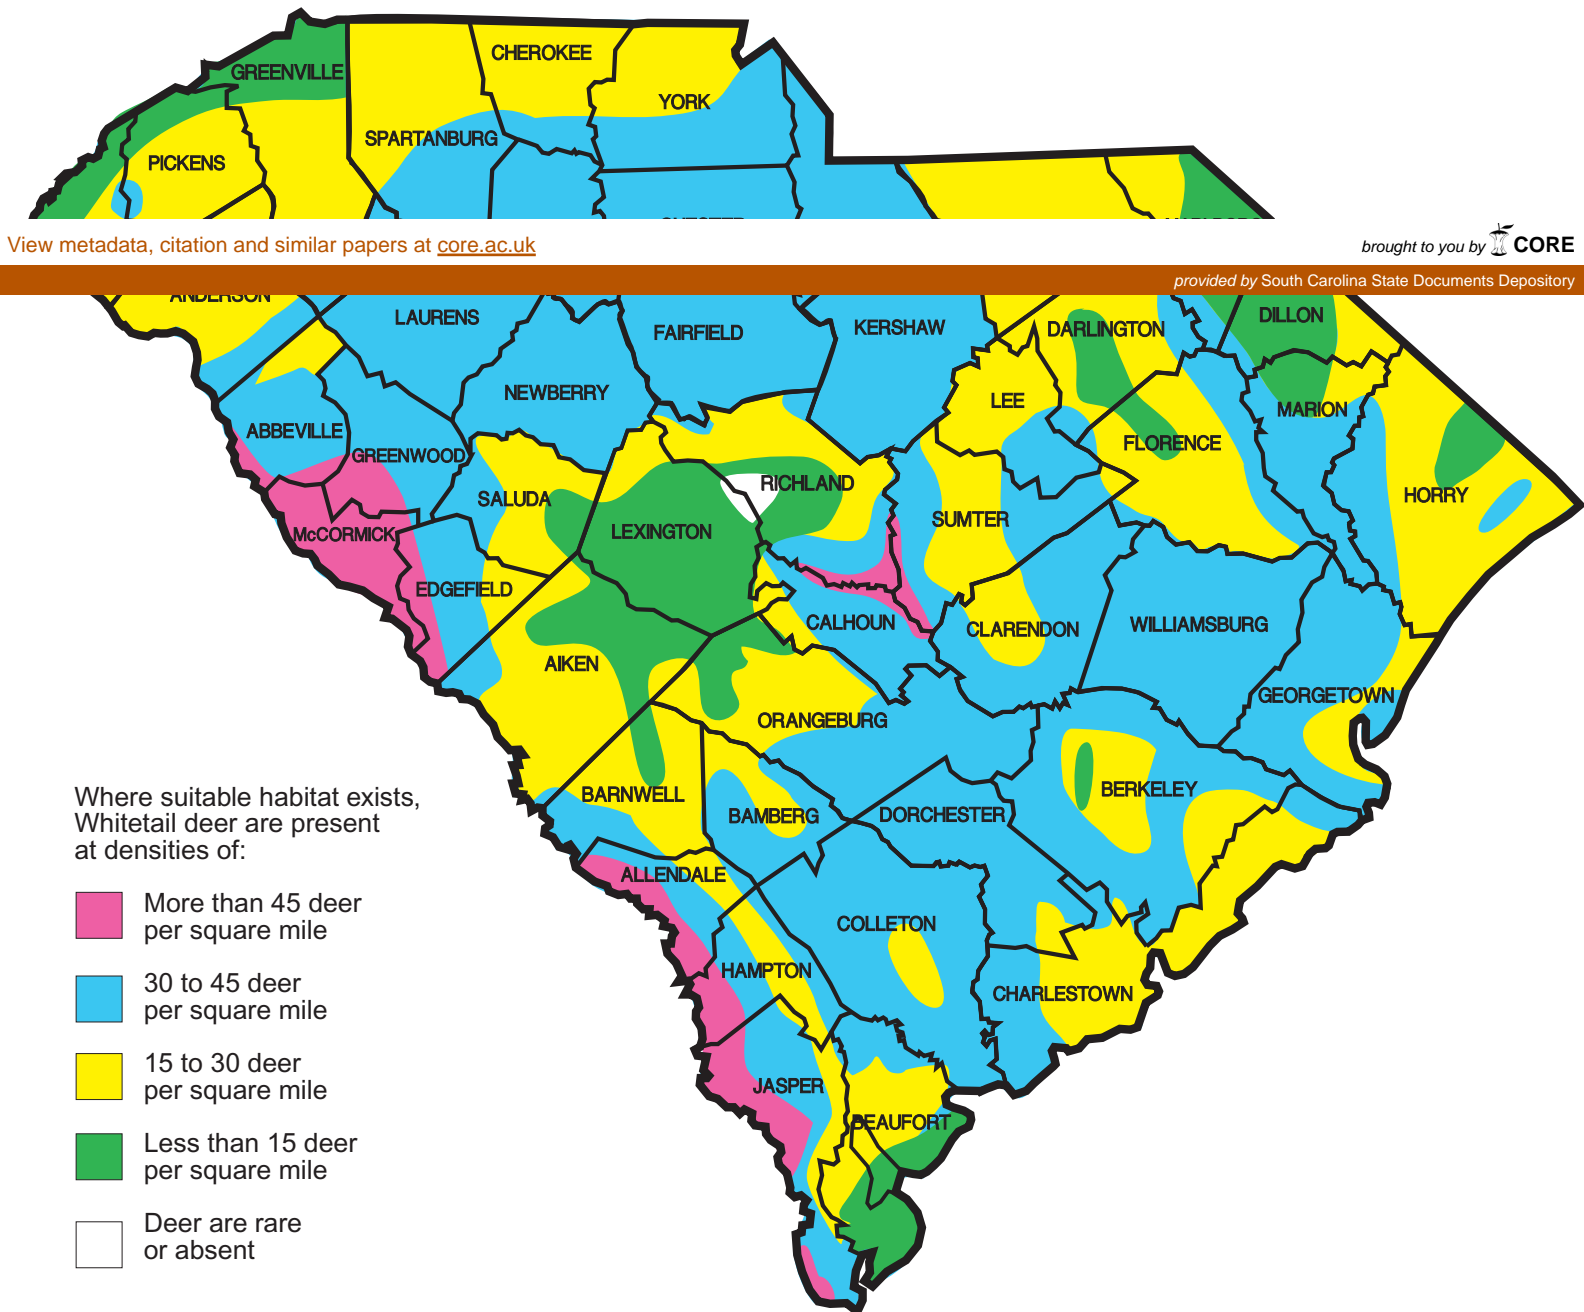 CHEROKEE
GREENVILLE
YORK
SPARTANBURG
PICKENS
View metadata, citation and similar papers at core.ac.uk
brought to you by CORE
provided by South Carolina State Documents Depository
ANDERSON
LAURENS
FAIRFIELD
KERSHAW
DARLINGTON
DILLON
NEWBERRY
LEE
MARION
ABBEVILLE
GREENWOOD
FLORENCE
SALUDA
RICHLAND
HORRY
LEXINGTON
SUMTER
McCORMICK
EDGEFIELD
CALHOUN
CLARENDON
WILLIAMSBURG
AIKEN
GEORGETOWN
ORANGEBURG
BARNWELL
BAMBERG
DORCHESTER
BERKELEY
ALLENDALE
COLLETON
HAMPTON
CHARLESTOWN
JASPER
BEAUFORT
Where suitable habitat exists,
Whitetail deer are present
at densities of:
More than 45 deer
per square mile
30 to 45 deer
per square mile
15 to 30 deer
per square mile
Less than 15 deer
per square mile
Deer are rare
or absent